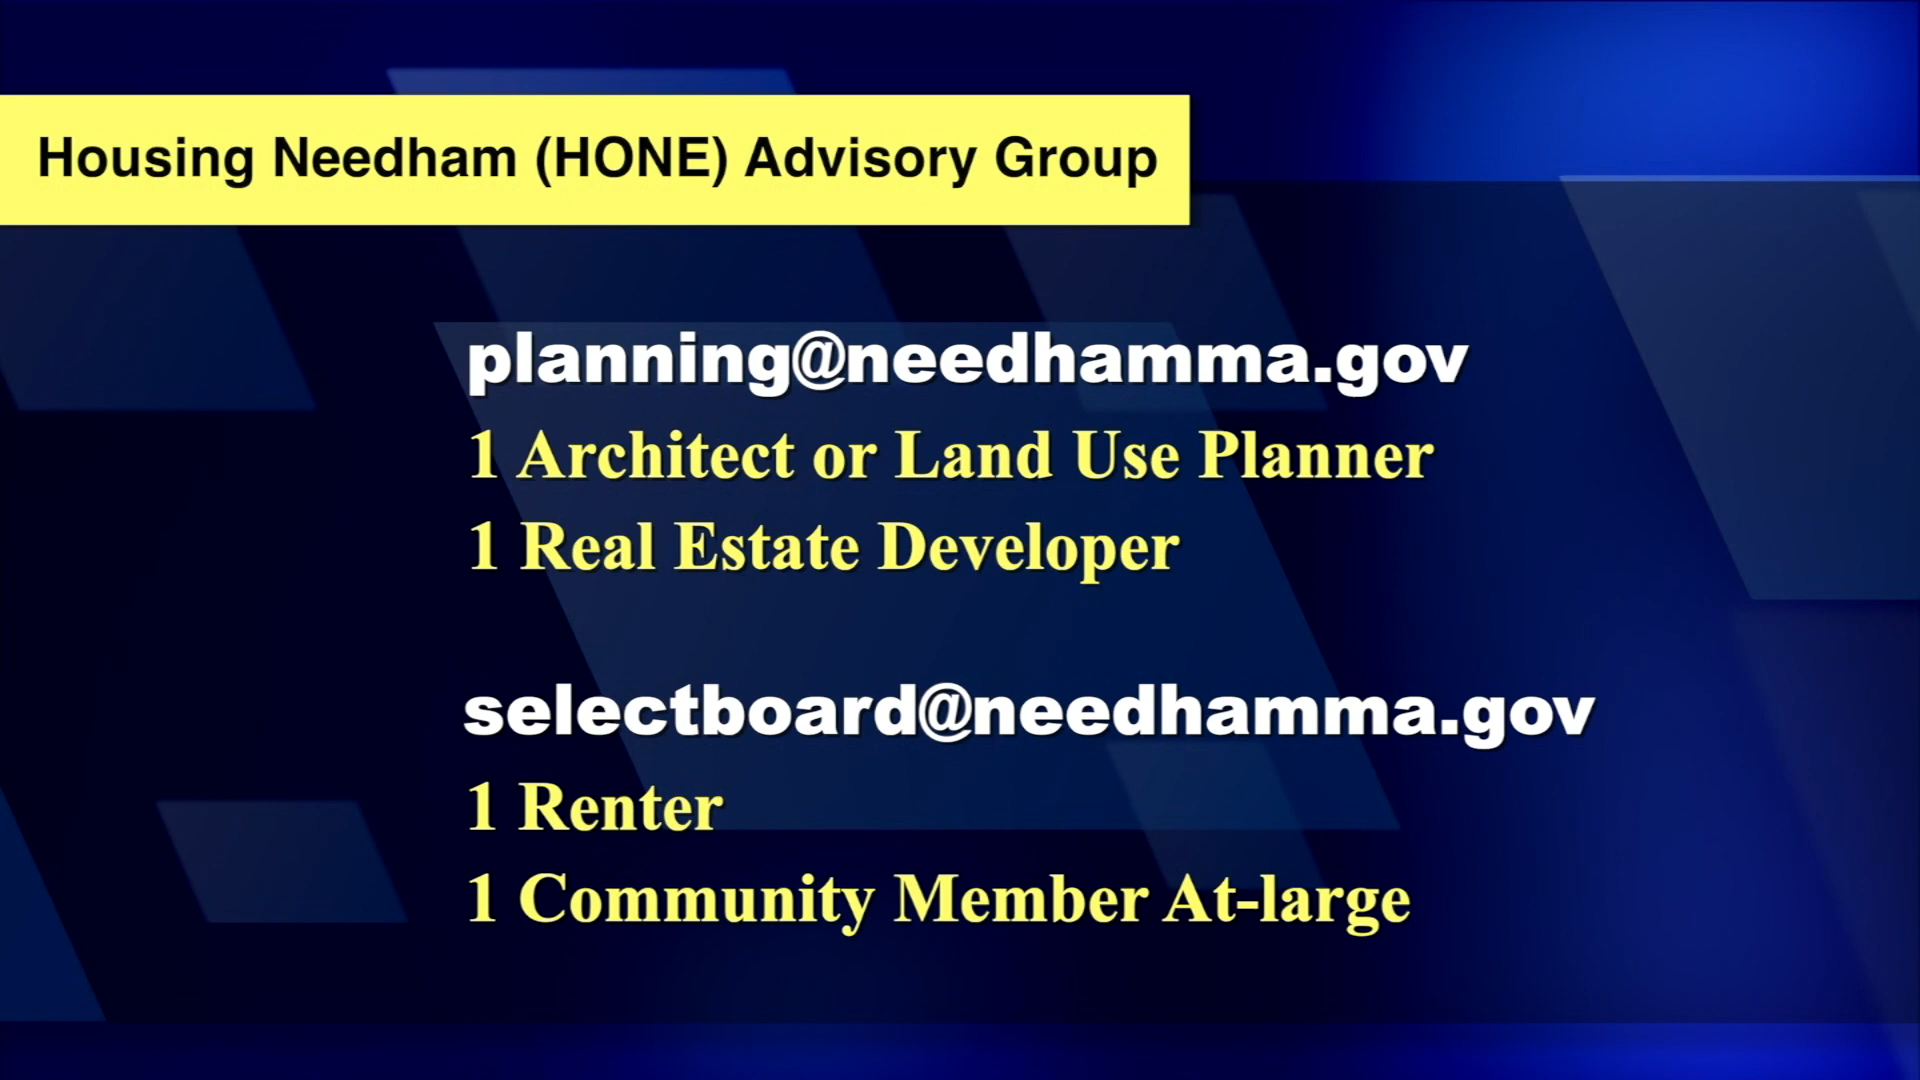 Housing Needham (HONE) Advisory Group
planning@needhamma.gov
1 Architect or Land Use Planner
1 Real Estate Developer
selectboard@needhamma.gov
1 Renter
1 Community Member At-large